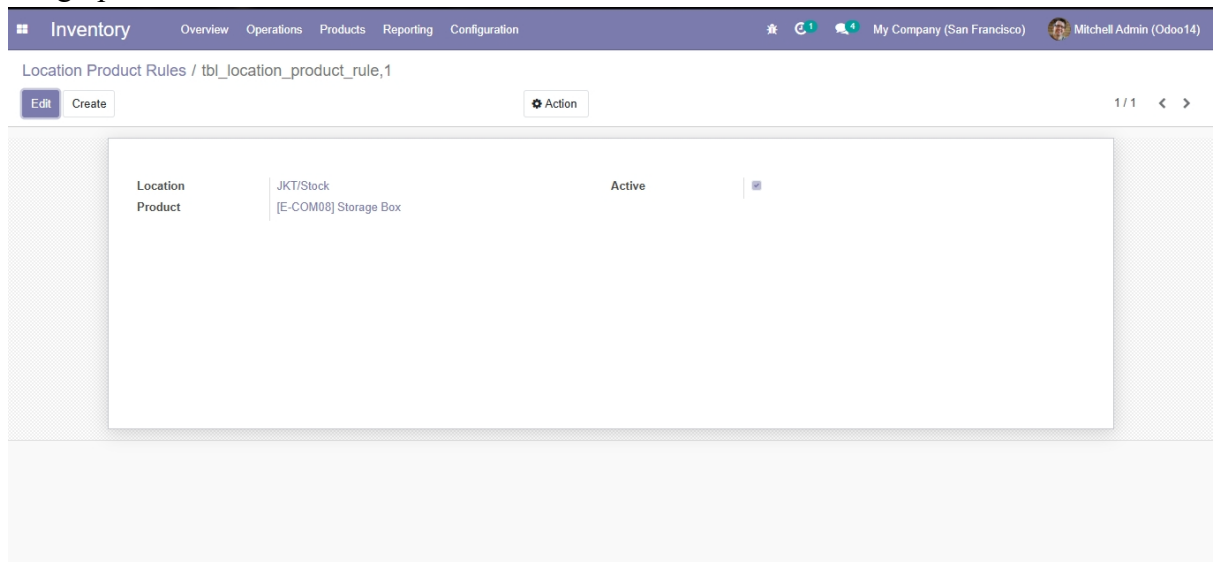 Inventory Overview Operations Products Reporting Configuration 1 4 My Company (San Francisco) Mitchell Admin (Odoo14)
Location Product Rules / tbl_location_product_rule,1
Edit Create Action 1 / 1
Location JKT/Stock Active
Product [E-COM08] Storage Box